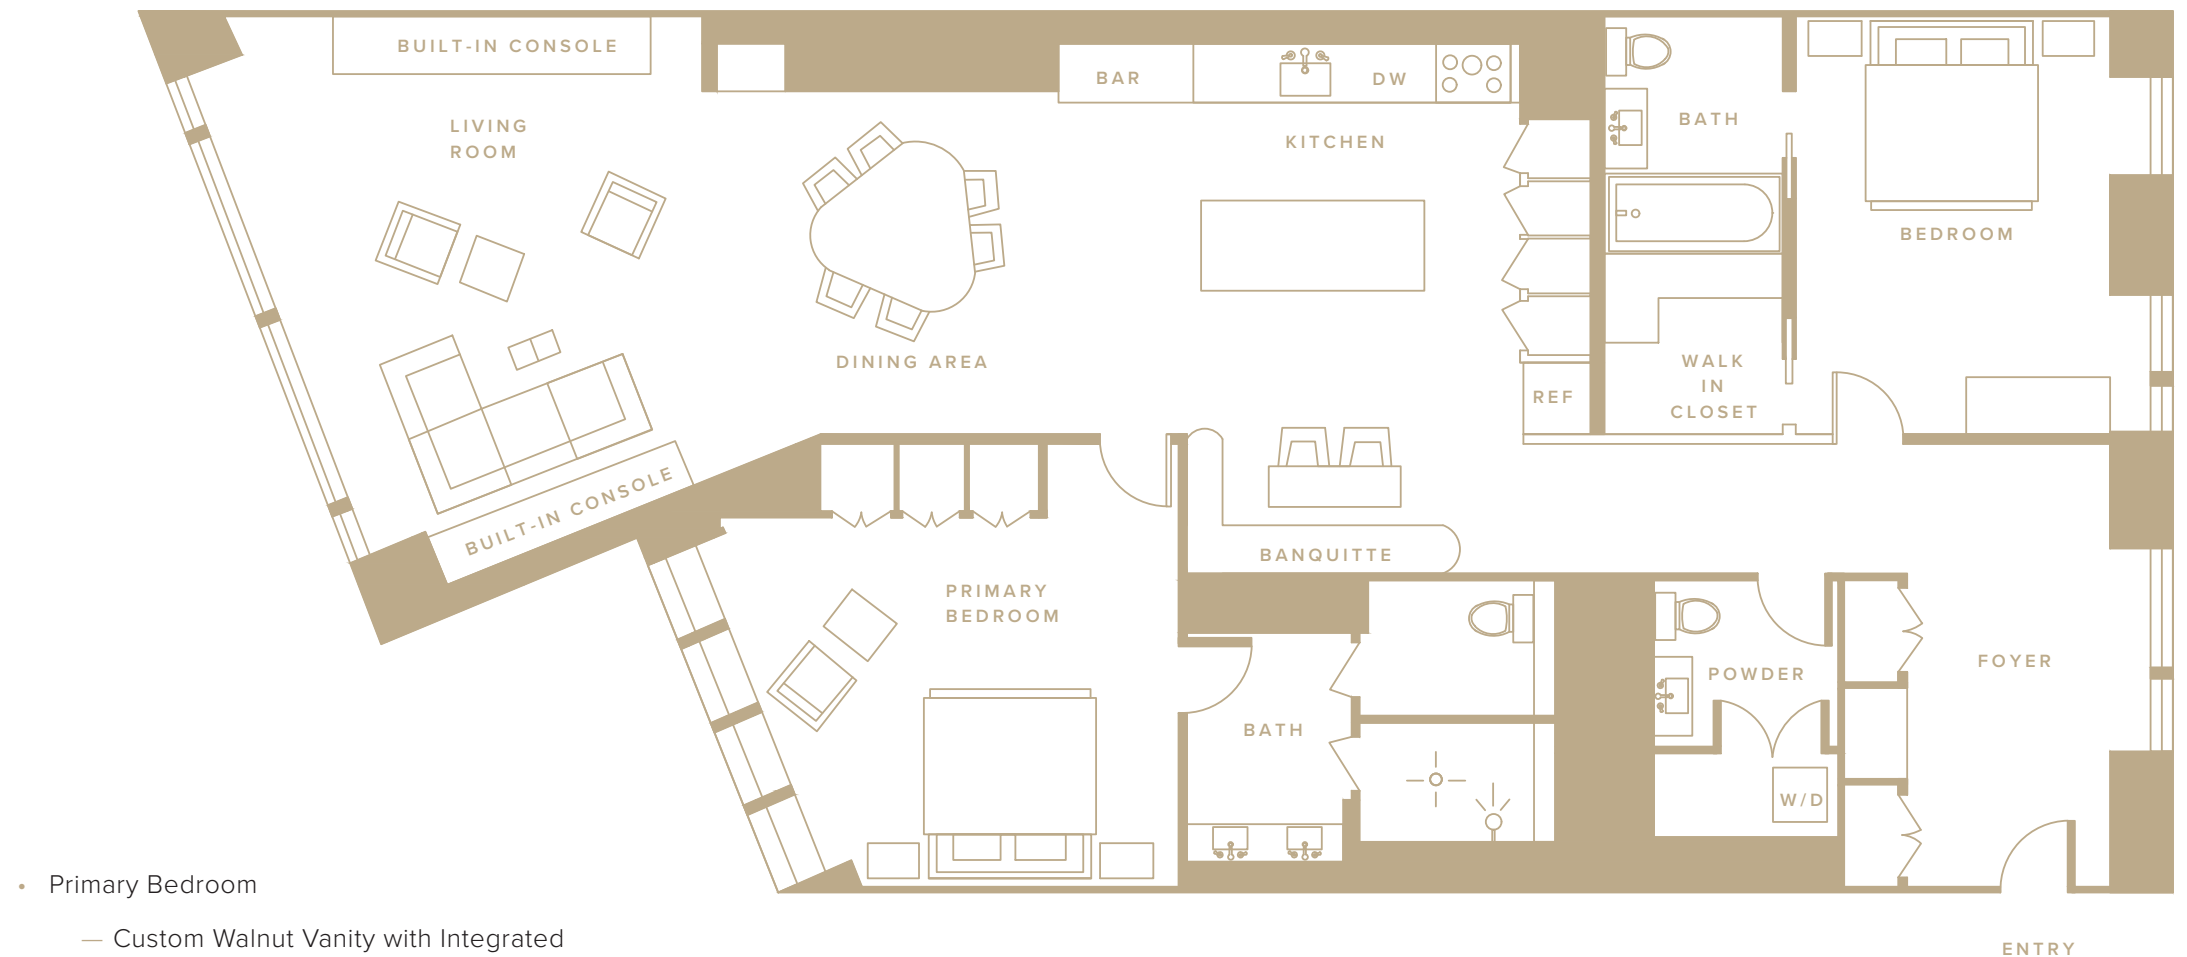 BUILT-IN CONSOLE
LIVING
ROOM
BAR
DW
KITCHEN
BATH
BEDROOM
DINING AREA
REF
WALK
IN
CLOSET
BUILT-IN CONSOLE
BANQUITTE
PRIMARY
BEDROOM
BATH
POWDER
FOYER
W/D
ENTRY
• Primary Bedroom
— Custom Walnut Vanity with Integrated